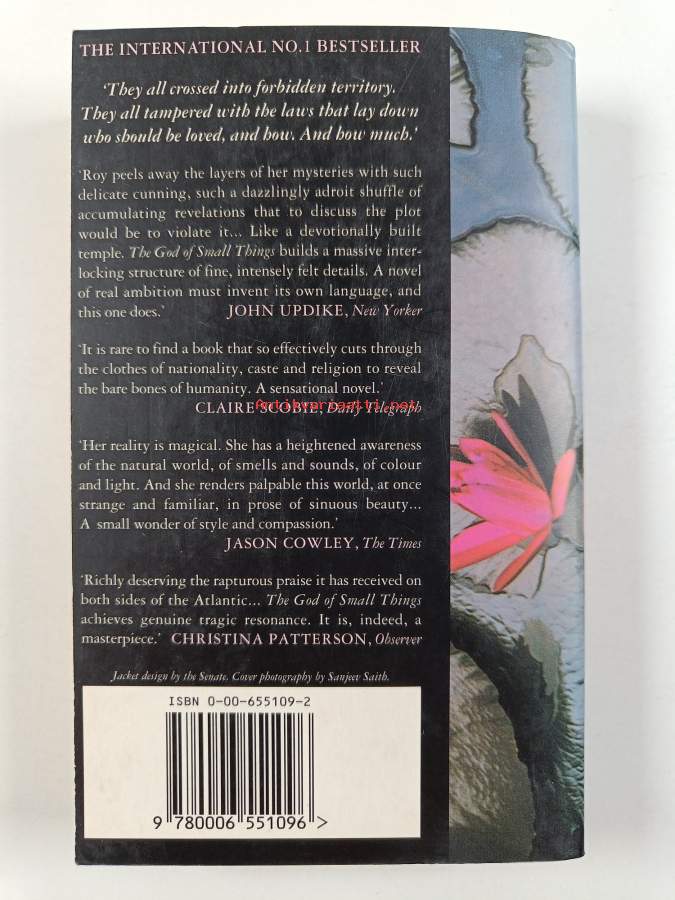 THE INTERNATIONAL NO.1 BESTSELLER
‘They all crossed into forbidden territory.
They all tampered with the laws that lay down
who should be loved, and how. And how much.’
‘Roy peels away the layers of her mysteries with such
delicate cunning, such a dazzlingly adroit shuffle of
accumulating revelations that to discuss the plot
would be to violate it... Like a devotionally built
temple. The God of Small Things builds a massive inter-
locking structure of fine, intensely felt details. A novel
of real ambition must invent its own language, and
this one does.’ JOHN UPDIKE, New Yorker
‘It is rare to find a book that so effectively cuts through
the clothes of nationality, caste and religion to reveal
the bare bones of humanity. A sensational novel.’
Antikvariaatti.net
CLAIRE SCOBIE, Daily Telegraph
‘Her reality is magical. She has a heightened awareness
of the natural world, of smells and sounds, of colour
and light. And she renders palpable this world, at once
strange and familiar, in prose of sinuous beauty...
A small wonder of style and compassion.’
JASON COWLEY, The Times
‘Richly deserving the rapturous praise it has received on
both sides of the Atlantic... The God of Small Things
achieves genuine tragic resonance. It is, indeed, a
masterpiece.’ CHRISTINA PATTERSON, Observer
Jacket design by the Senate. Cover photography by Sanjeev Saith.
ISBN 0-00-655109-2
9 780006 551096 >